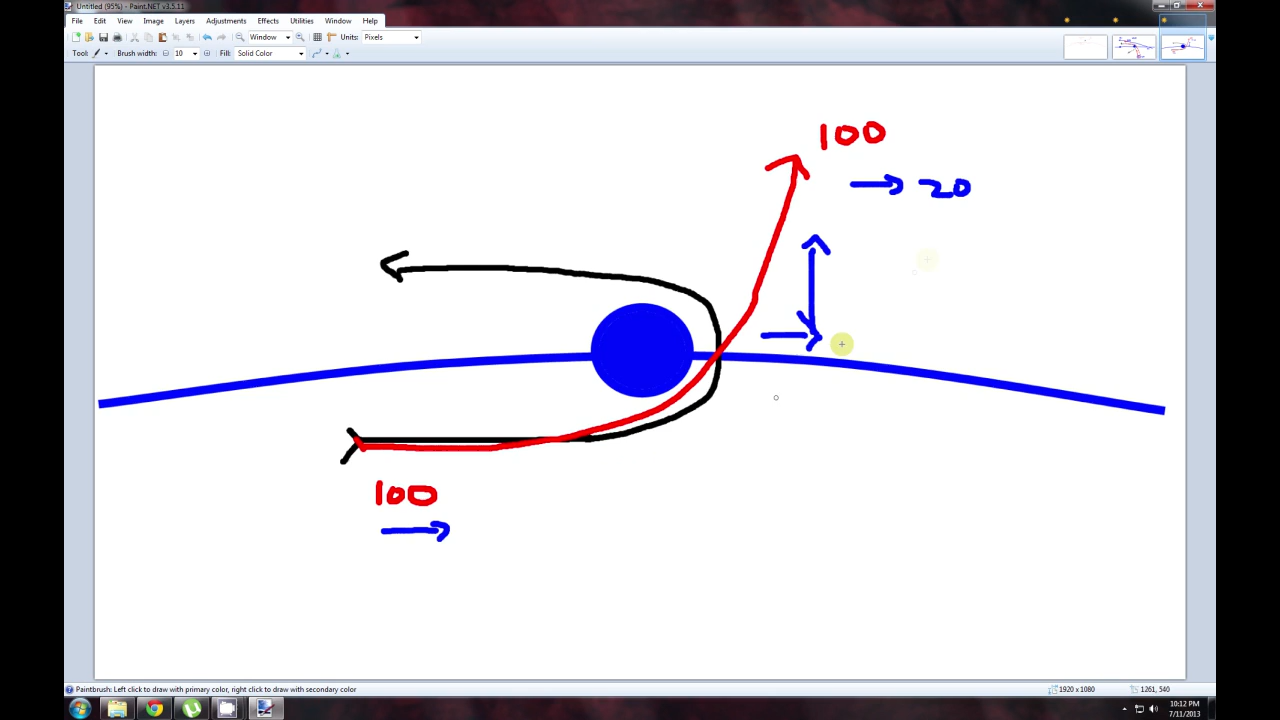 Untitled (95%) - Paint.NET v3.5.11
File Edit View Image Layers Adjustments Effects Utilities Window Help
Window Units: Pixels
Tool: Brush width: 10 Fill: Solid Color
100
20
100
Paintbrush: Left click to draw with primary color, right click to draw with secondary color
1920 x 1080
1261, 540
10:12 PM
7/11/2013